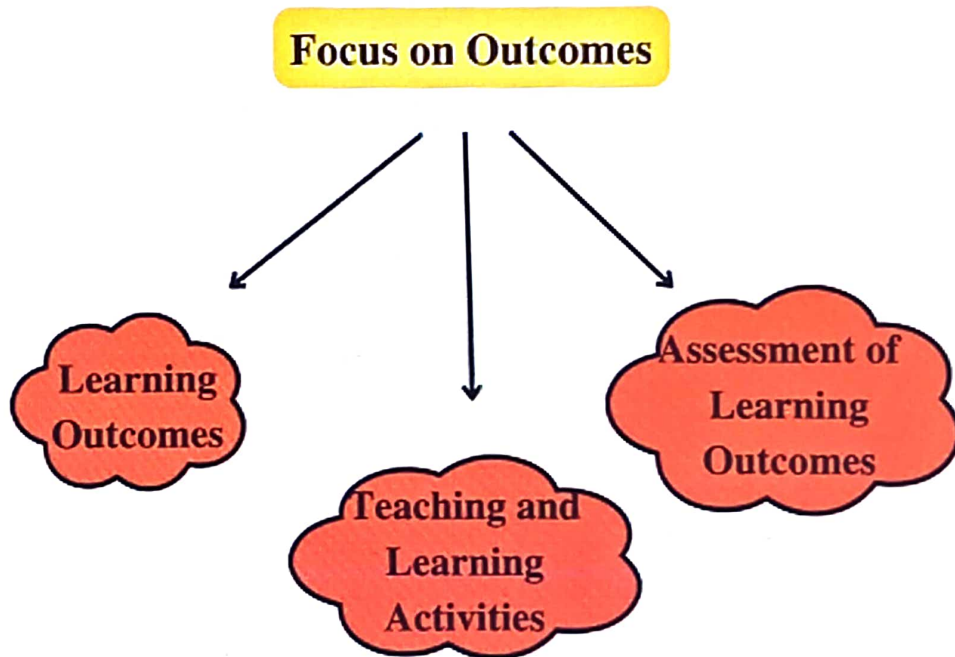 Focus on Outcomes
Learning
Outcomes
Teaching and
Learning
Activities
Assessment of
Learning
Outcomes